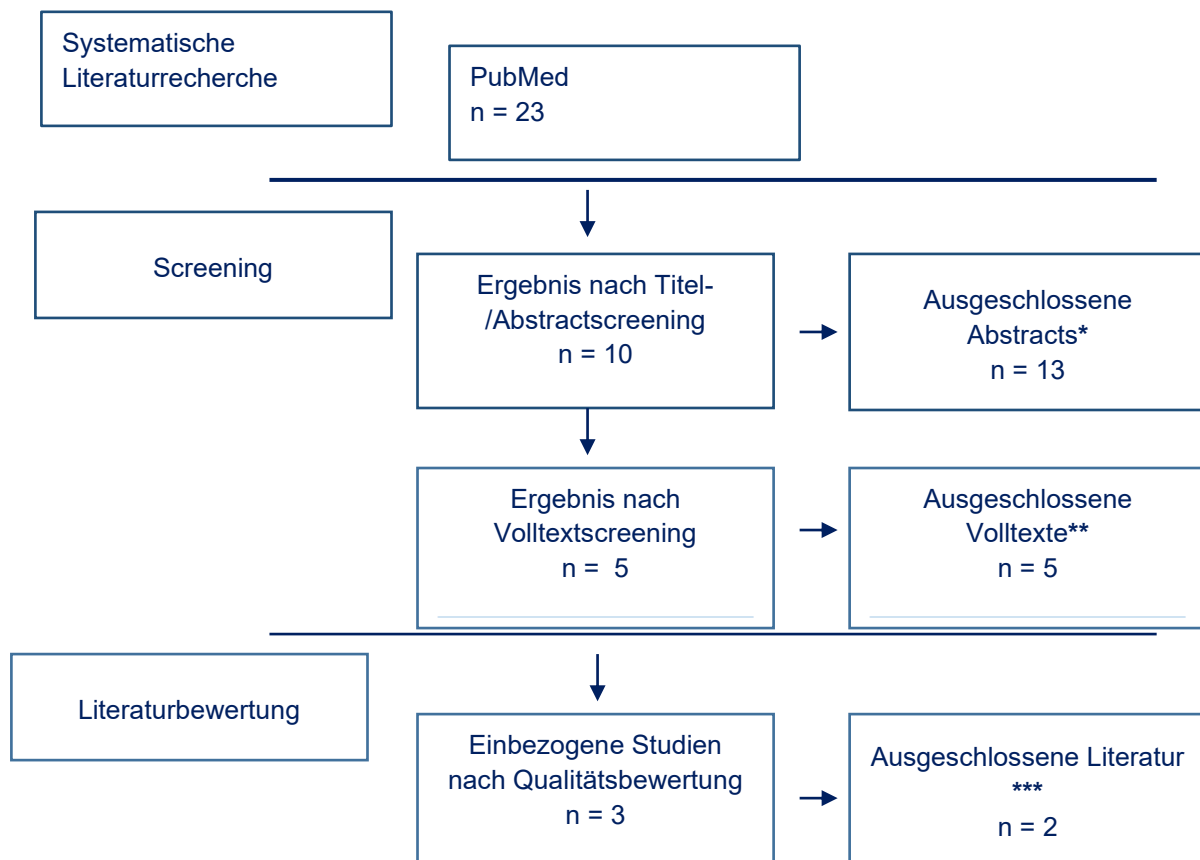 Systematische
Literaturrecherche
PubMed
n = 23
Screening
Ergebnis nach Titel-
/Abstractscreening
n = 10
Ausgeschlossene
Abstracts*
n = 13
Ergebnis nach
Volltextscreening
n = 5
Ausgeschlossene
Volltexte**
n = 5
Literaturbewertung
Einbezogene Studien
nach Qualitätsbewertung
n = 3
Ausgeschlossene Literatur
***
n = 2